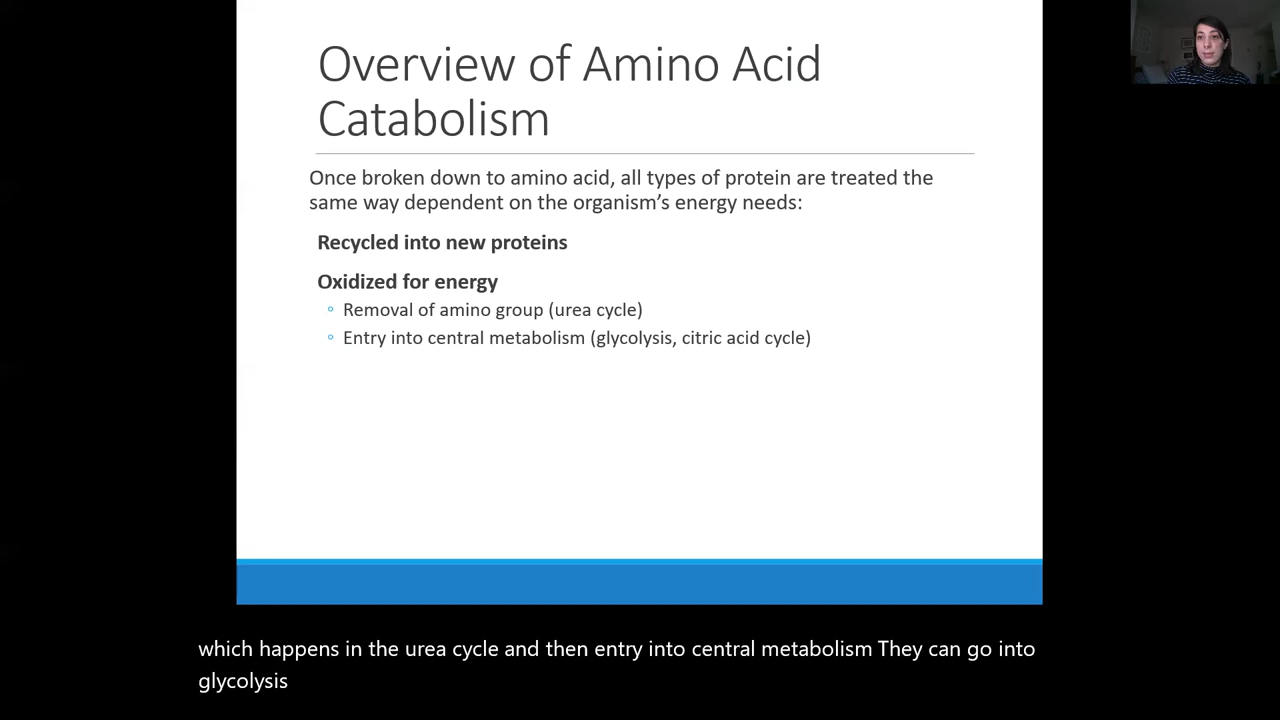 Overview of Amino Acid
Catabolism
Once broken down to amino acid, all types of protein are treated the
same way dependent on the organism’s energy needs:
Recycled into new proteins
Oxidized for energy
◦ Removal of amino group (urea cycle)
◦ Entry into central metabolism (glycolysis, citric acid cycle)
which happens in the urea cycle and then entry into central metabolism They can go into
glycolysis